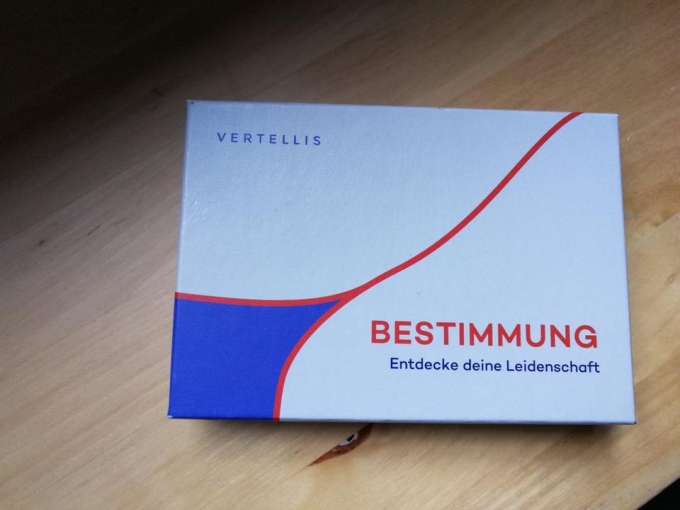 VERTELLIS
BESTIMMUNG
Entdecke deine Leidenschaft